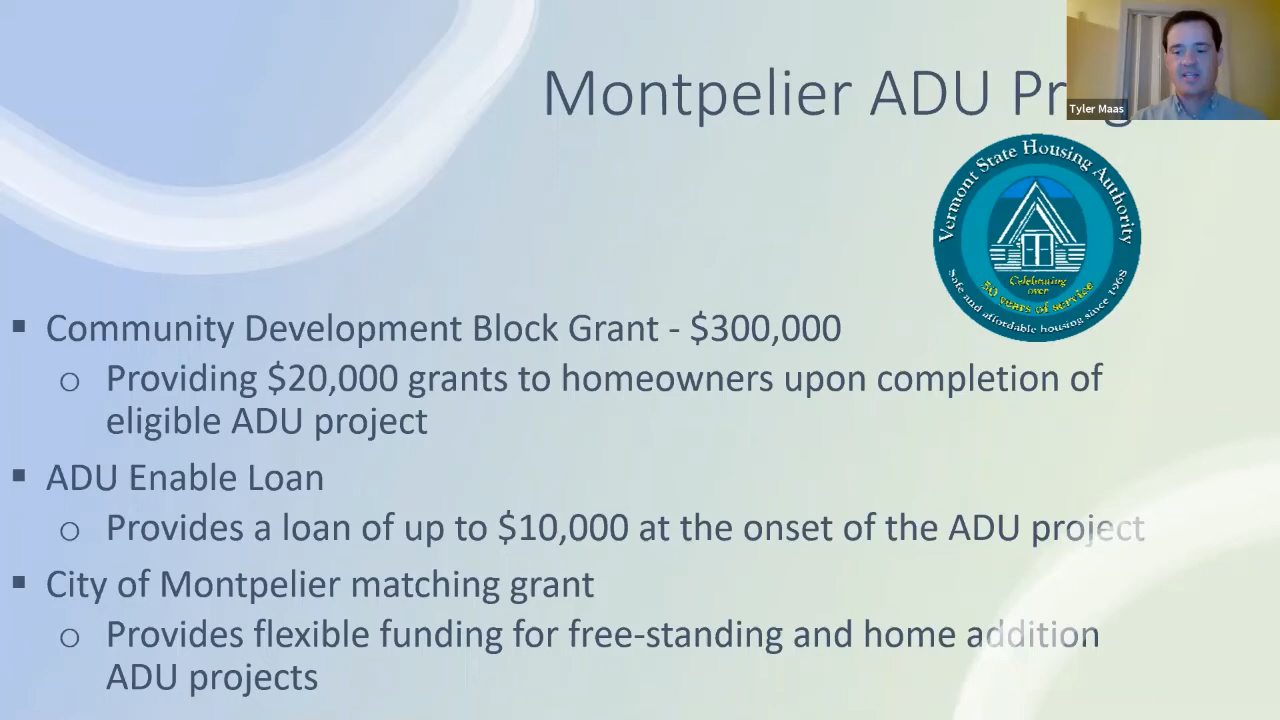 Montpelier ADU
Tyler Maas
Vermont State Housing Authority
Celebrating
over
50 years of service
Safe and affordable housing since 1968
▪ Community Development Block Grant - $300,000
o Providing $20,000 grants to homeowners upon completion of
eligible ADU project
▪ ADU Enable Loan
o Provides a loan of up to $10,000 at the onset of the ADU project
▪ City of Montpelier matching grant
o Provides flexible funding for free-standing and home addition
ADU projects